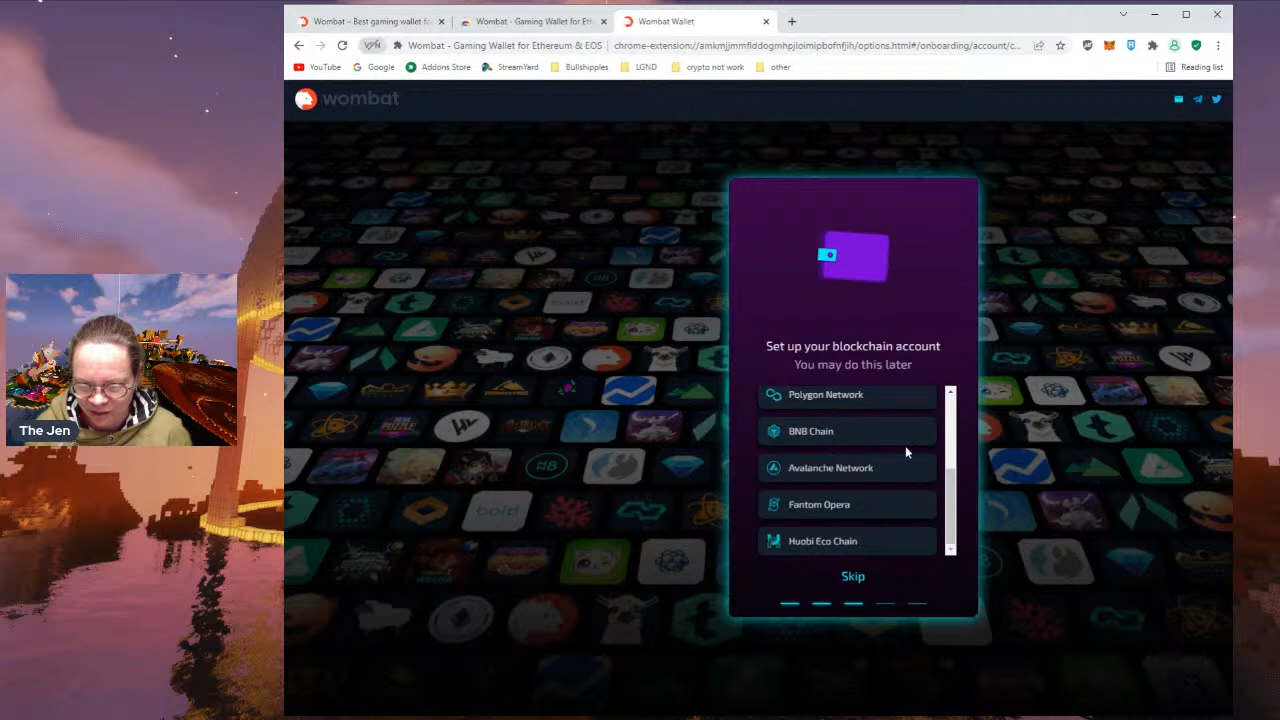 Wombat – Best gaming wallet fo
Wombat - Gaming Wallet for Eth
Wombat Wallet
VPN
Wombat - Gaming Wallet for Ethereum & EOS
chrome-extension://amkmjjmmflddogmhpjloimipbofnfjih/options.html#/onboarding/account/c...
YouTube
Google
Addons Store
StreamYard
Bullshipples
LGND
crypto not work
other
Reading list
wombat
Set up your blockchain account
You may do this later
Polygon Network
BNB Chain
Avalanche Network
Fantom Opera
Huobi Eco Chain
Skip
The Jen